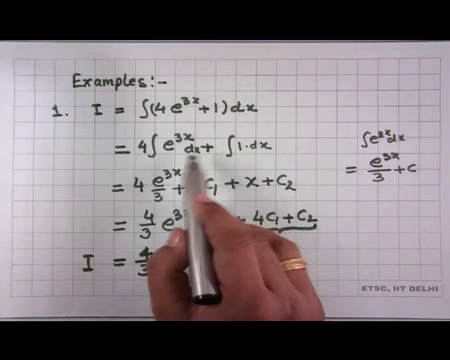 Examples:-
1. I = ∫(4e^{3x}+1)dx
= 4∫e^{3x}dx + ∫1·dx
∫e^{3x}dx
= e^{3x}/3 + C
= 4 e^{3x}/3 + C₁ + x + C₂
= 4/3 e^{3x} + 4C₁ + C₂
I = 4/3
ETSC, IIT DELHI